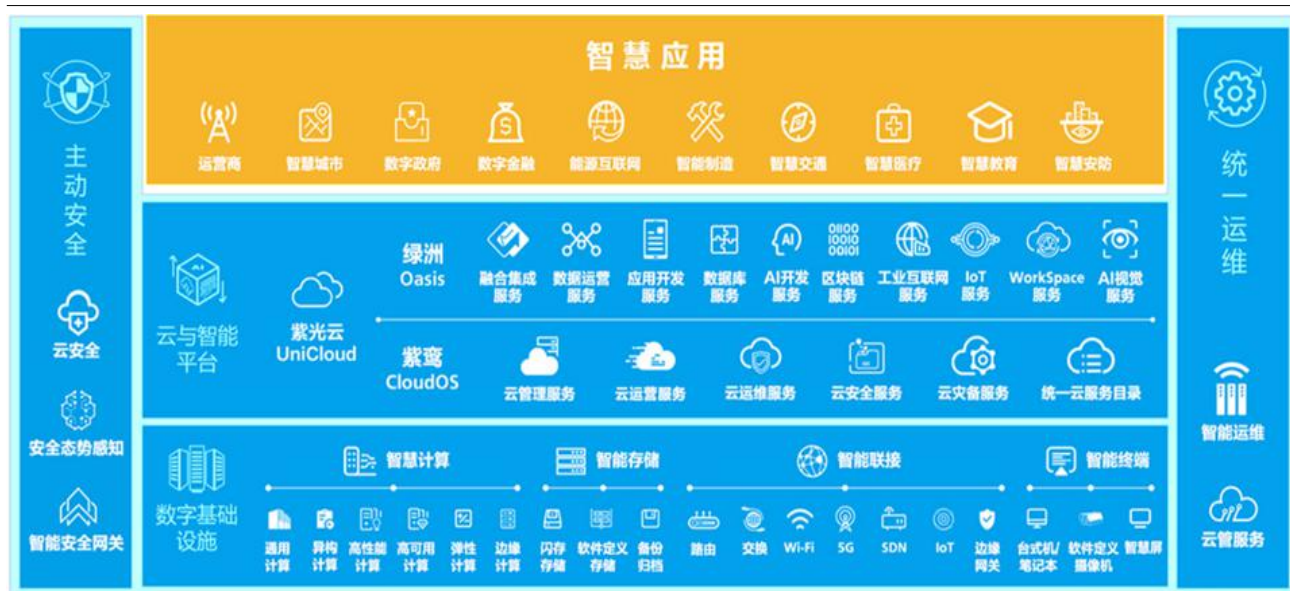 智慧应用
运营商
智慧城市
数字政府
数字金融
能源互联网
智能制造
智慧交通
智慧医疗
智慧教育
智慧安防
主动安全
云安全
安全态势感知
智能安全网关
云与智能
平台
紫光云
UniCloud
绿洲
Oasis
融合集成
服务
数据运营
服务
应用开发
服务
数据库
服务
AI开发
服务
区块链
服务
工业互联网
服务
IoT
服务
WorkSpace
服务
AI视觉
服务
紫鸾
CloudOS
云管理服务
云运营服务
云运维服务
云安全服务
云灾备服务
统一云服务目录
数字基础
设施
智慧计算
通用
计算
异构
计算
高性能
计算
高可用
计算
弹性
计算
边缘
计算
智能存储
闪存
存储
软件定义
存储
备份
归档
智能联接
路由
交换
Wi-Fi
5G
SDN
IoT
边缘
网关
智能终端
台式机/
笔记本
软件定义
摄像机
智慧屏
统一运维
智能运维
云管服务